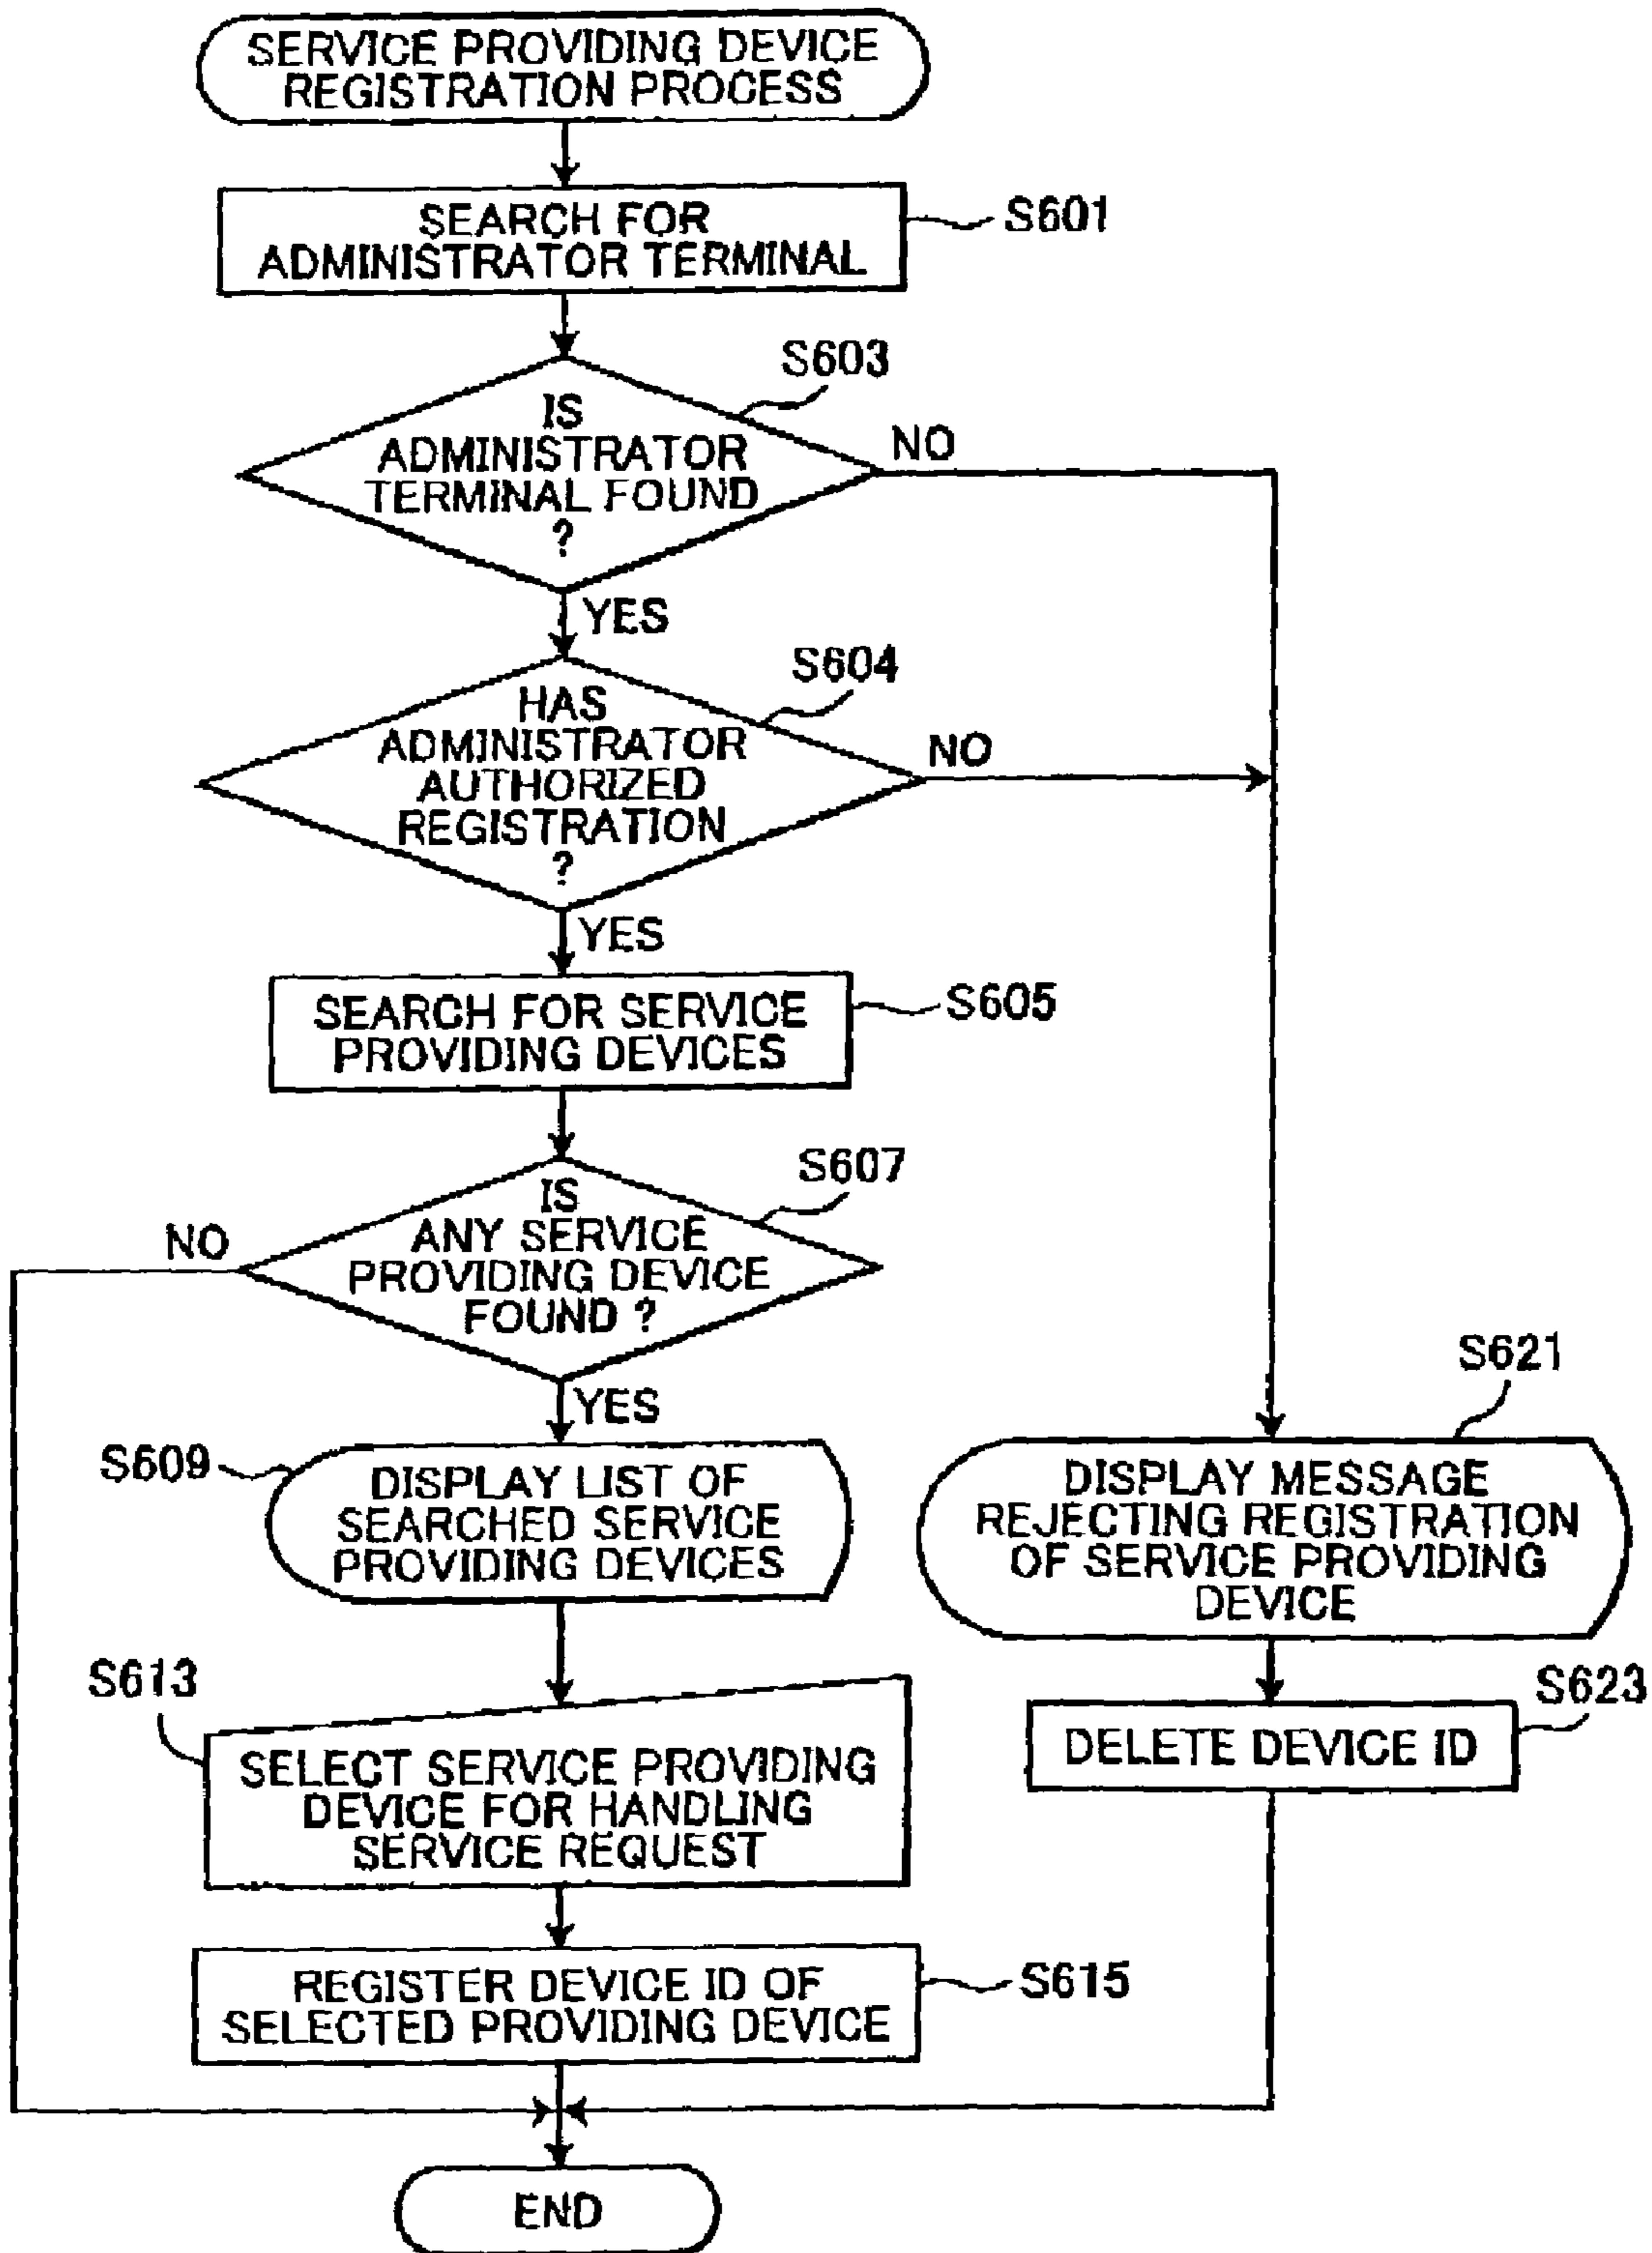 SERVICE PROVIDING DEVICE
REGISTRATION PROCESS
SEARCH FOR
ADMINISTRATOR TERMINAL
S601
S603
IS
ADMINISTRATOR
TERMINAL FOUND
?
NO
YES
S604
HAS
ADMINISTRATOR
AUTHORIZED
REGISTRATION
?
NO
YES
SEARCH FOR SERVICE
PROVIDING DEVICES
S605
S607
IS
ANY SERVICE
PROVIDING DEVICE
FOUND ?
NO
YES
S609
DISPLAY LIST OF
SEARCHED SERVICE
PROVIDING DEVICES
S621
DISPLAY MESSAGE
REJECTING REGISTRATION
OF SERVICE PROVIDING
DEVICE
S613
SELECT SERVICE PROVIDING
DEVICE FOR HANDLING
SERVICE REQUEST
S623
DELETE DEVICE ID
REGISTER DEVICE ID OF
SELECTED PROVIDING DEVICE
S615
END